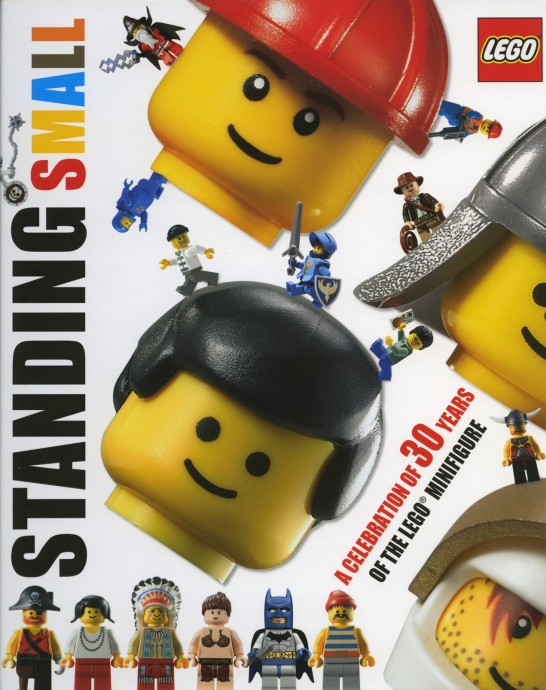 STANDING SMALL
LEGO
A CELEBRATION OF 30 YEARS
OF THE LEGO® MINIFIGURE